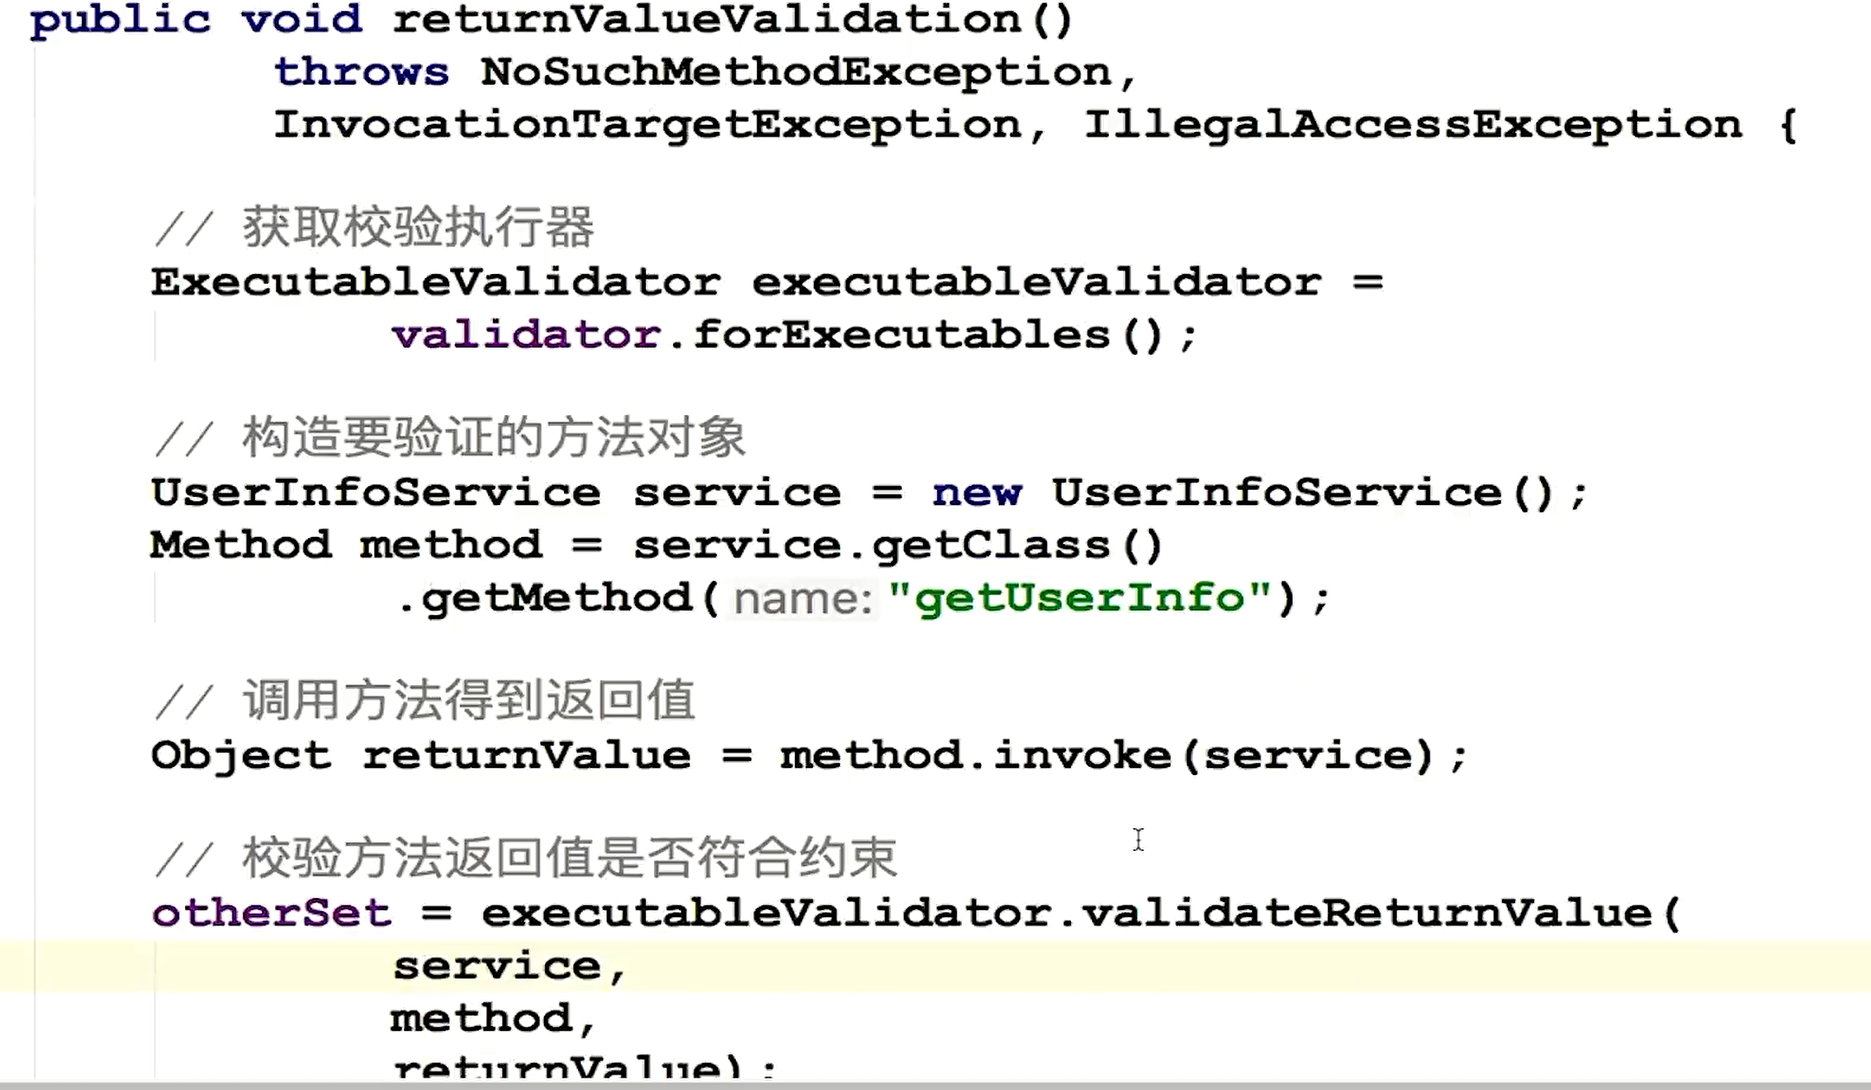 public void returnValueValidation()
throws NoSuchMethodException,
InvocationTargetException, IllegalAccessException {
// 获取校验执行器
ExecutableValidator executableValidator =
validator.forExecutables();
// 构造要验证的方法对象
UserInfoService service = new UserInfoService();
Method method = service.getClass()
.getMethod( name: "getUserInfo");
// 调用方法得到返回值
Object returnValue = method.invoke(service);
// 校验方法返回值是否符合约束
otherSet = executableValidator.validateReturnValue(
service,
method,
returnValue);